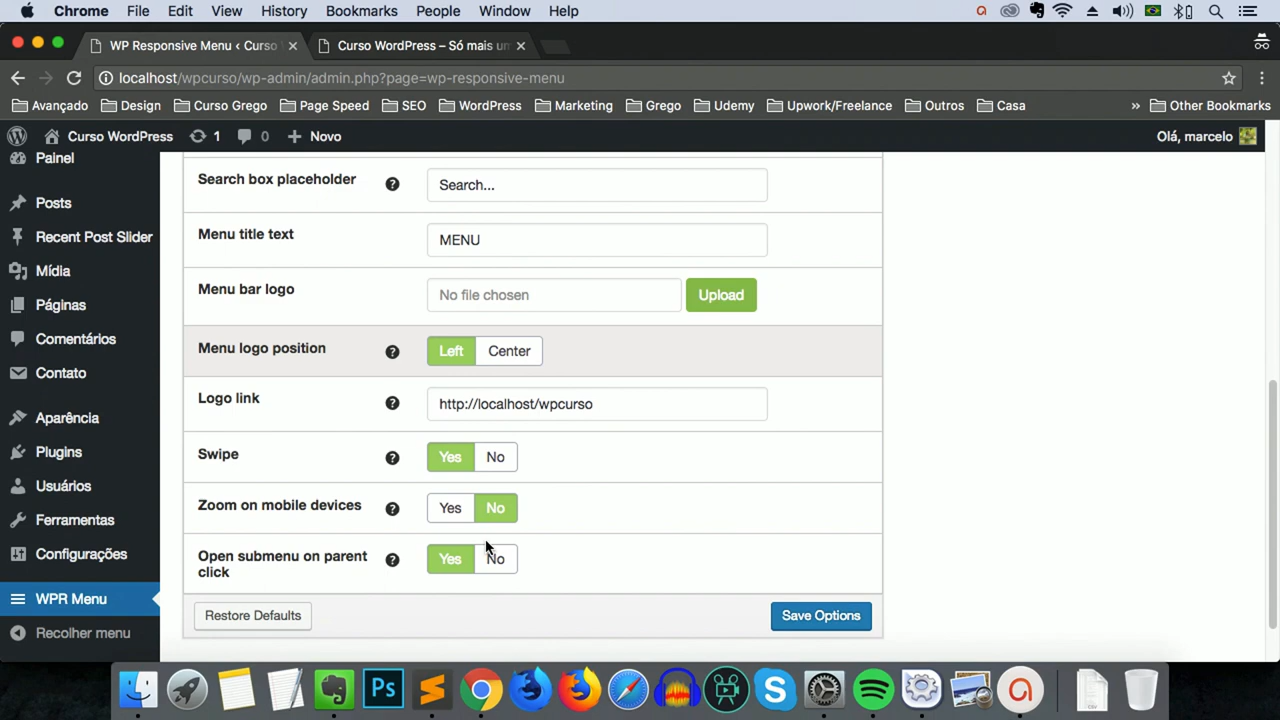 Chrome File Edit View History Bookmarks People Window Help
WP Responsive Menu ‹ Curso
Curso WordPress – Só mais un
localhost/wpcurso/wp-admin/admin.php?page=wp-responsive-menu
Avançado Design Curso Grego Page Speed SEO WordPress Marketing Grego Udemy Upwork/Freelance Outros Casa » Other Bookmarks
Curso WordPress 1 0 Novo Olá, marcelo
Painel
Posts
Recent Post Slider
Mídia
Páginas
Comentários
Contato
Aparência
Plugins
Usuários
Ferramentas
Configurações
WPR Menu
Recolher menu
Search box placeholder ? Search...
Menu title text MENU
Menu bar logo No file chosen Upload
Menu logo position ? Left Center
Logo link ? http://localhost/wpcurso
Swipe ? Yes No
Zoom on mobile devices ? Yes No
Open submenu on parent
click ? Yes No
Restore Defaults Save Options
Ps